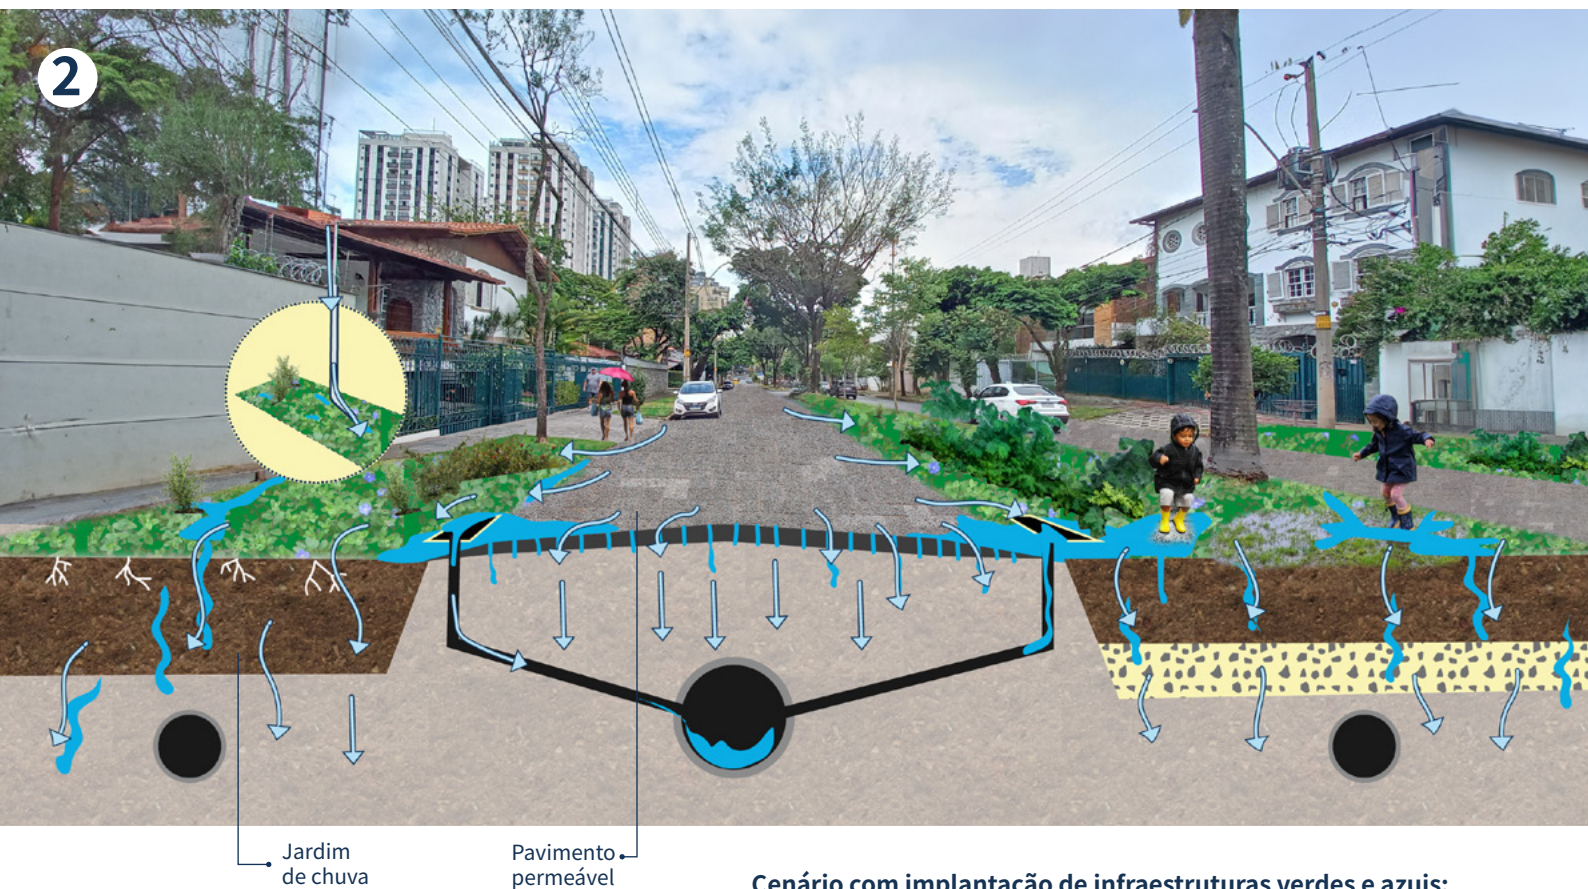 2
Jardim
de chuva
Pavimento
permeável
Cenário com implantação de infraestruturas verdes e azuis: